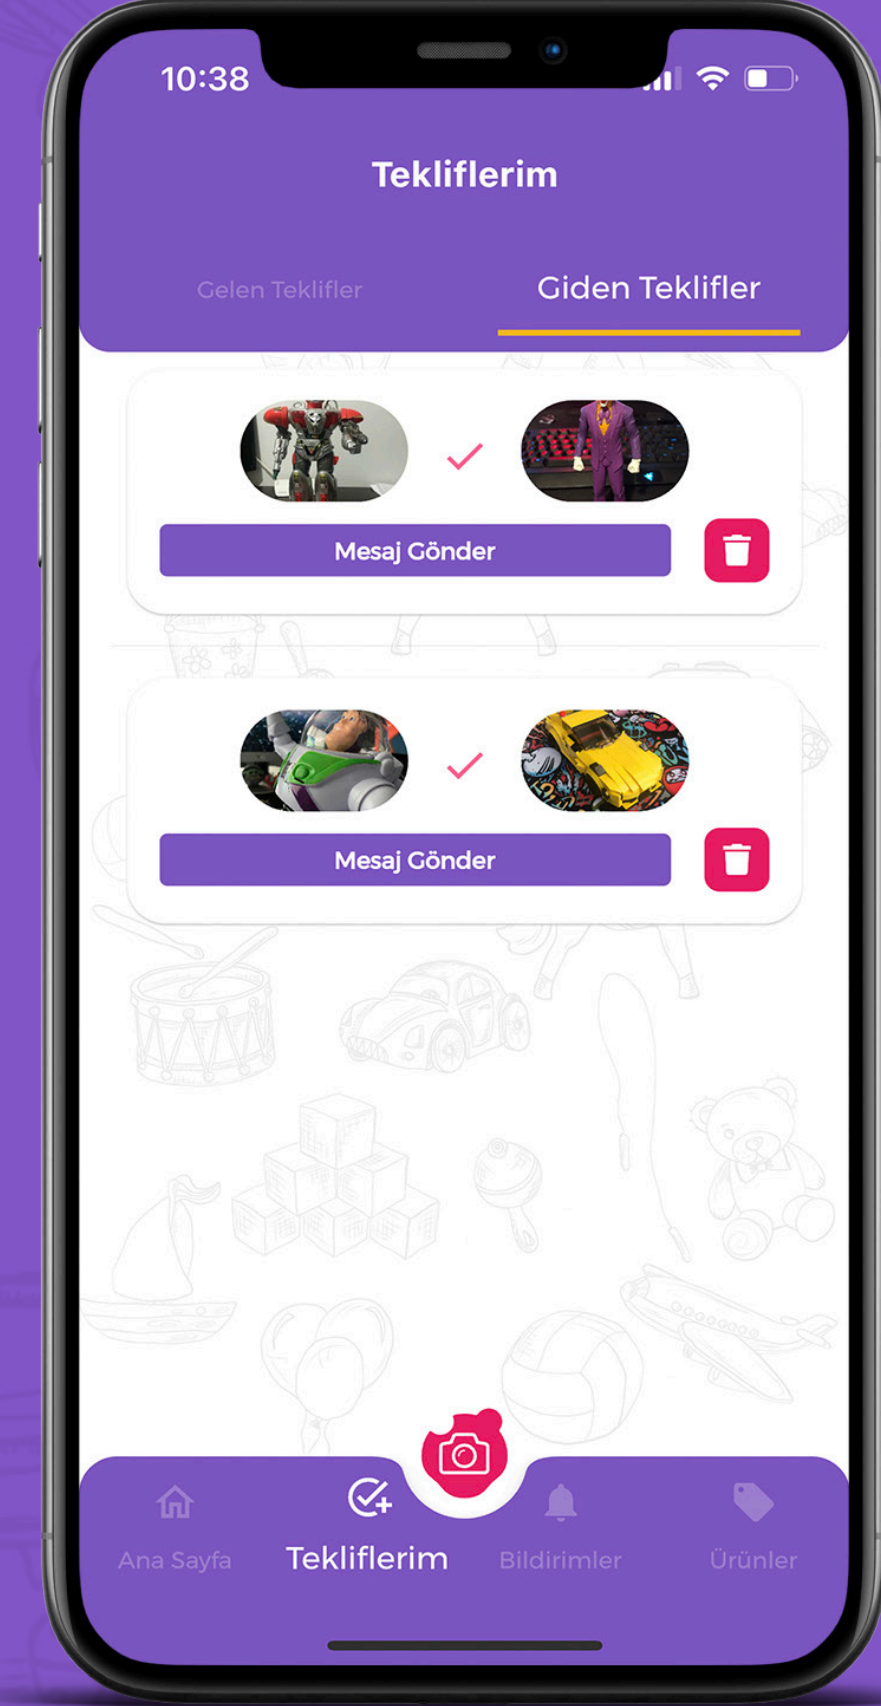 10:38
Tekliflerim
Gelen Teklifler
Giden Teklifler
Mesaj Gönder
Mesaj Gönder
Ana Sayfa
Tekliflerim
Bildirimler
Ürünler